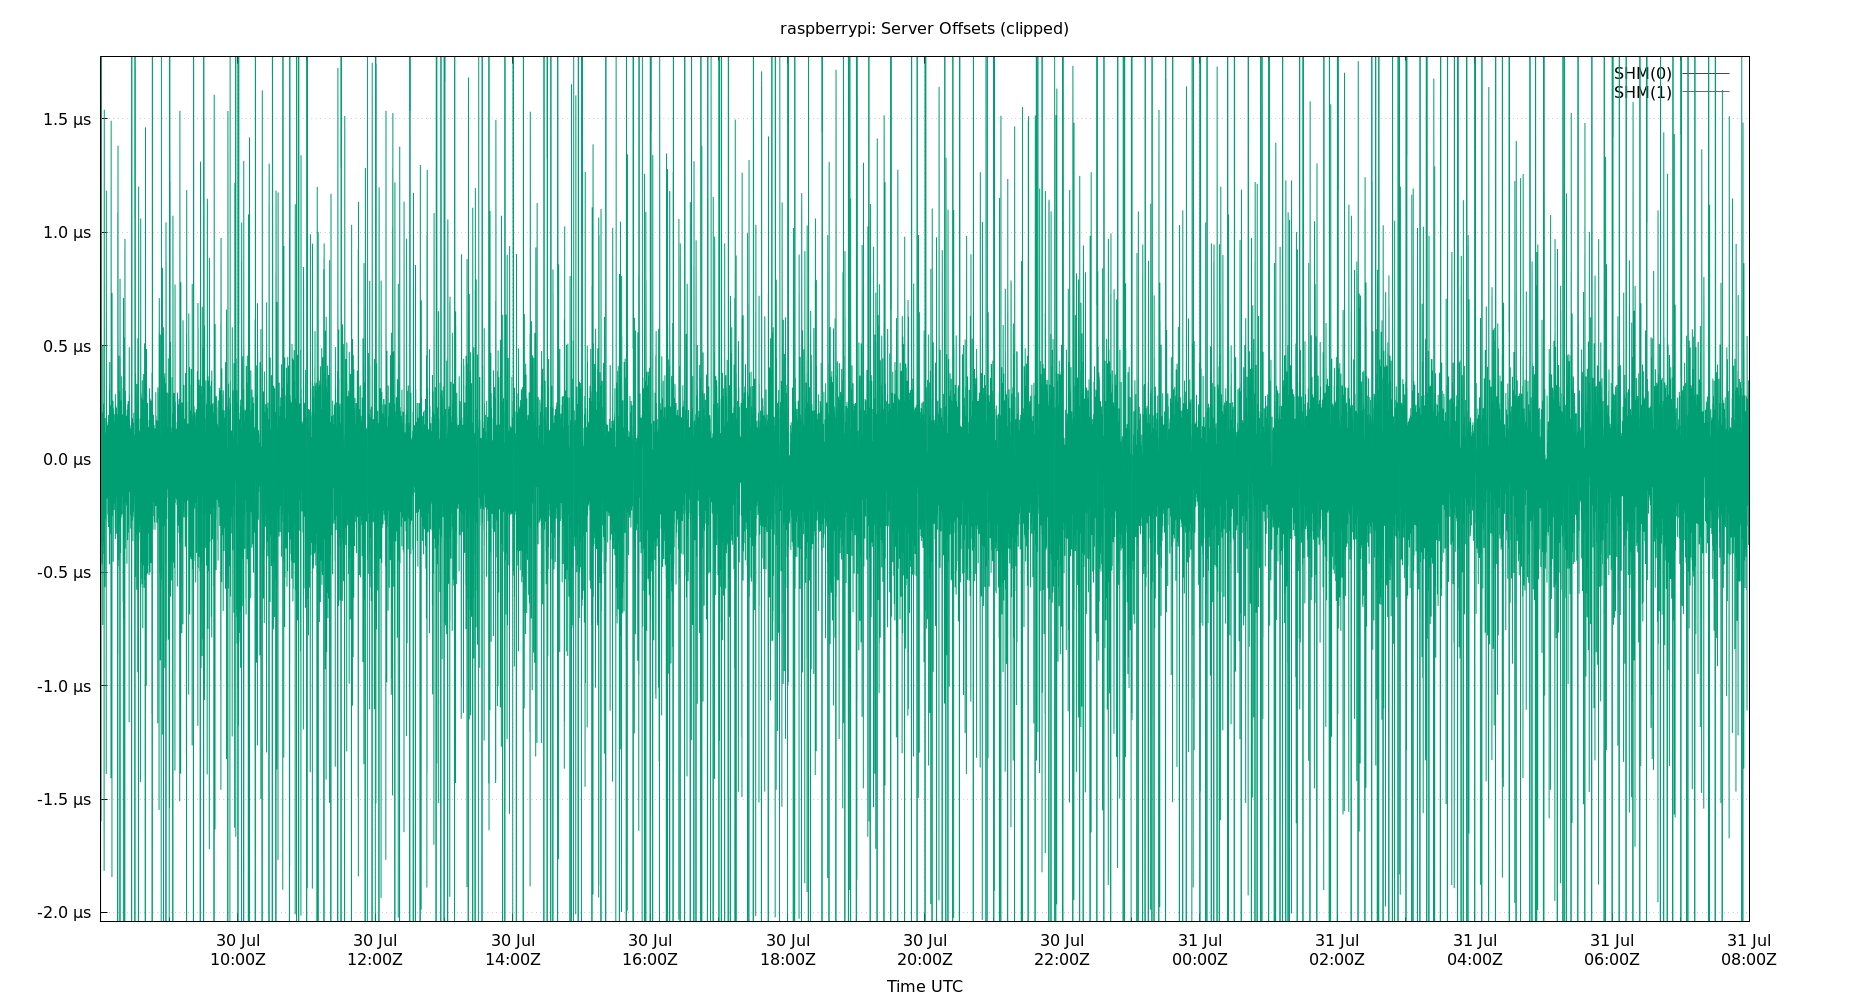 raspberrypi: Server Offsets (clipped)
SHM(0)
SHM(1)
1.5 µs
1.0 µs
0.5 µs
0.0 µs
-0.5 µs
-1.0 µs
-1.5 µs
-2.0 µs
30 Jul 30 Jul 30 Jul 30 Jul 30 Jul 30 Jul 30 Jul 31 Jul 31 Jul 31 Jul 31 Jul 31 Jul
10:00Z 12:00Z 14:00Z 16:00Z 18:00Z 20:00Z 22:00Z 00:00Z 02:00Z 04:00Z 06:00Z 08:00Z
Time UTC